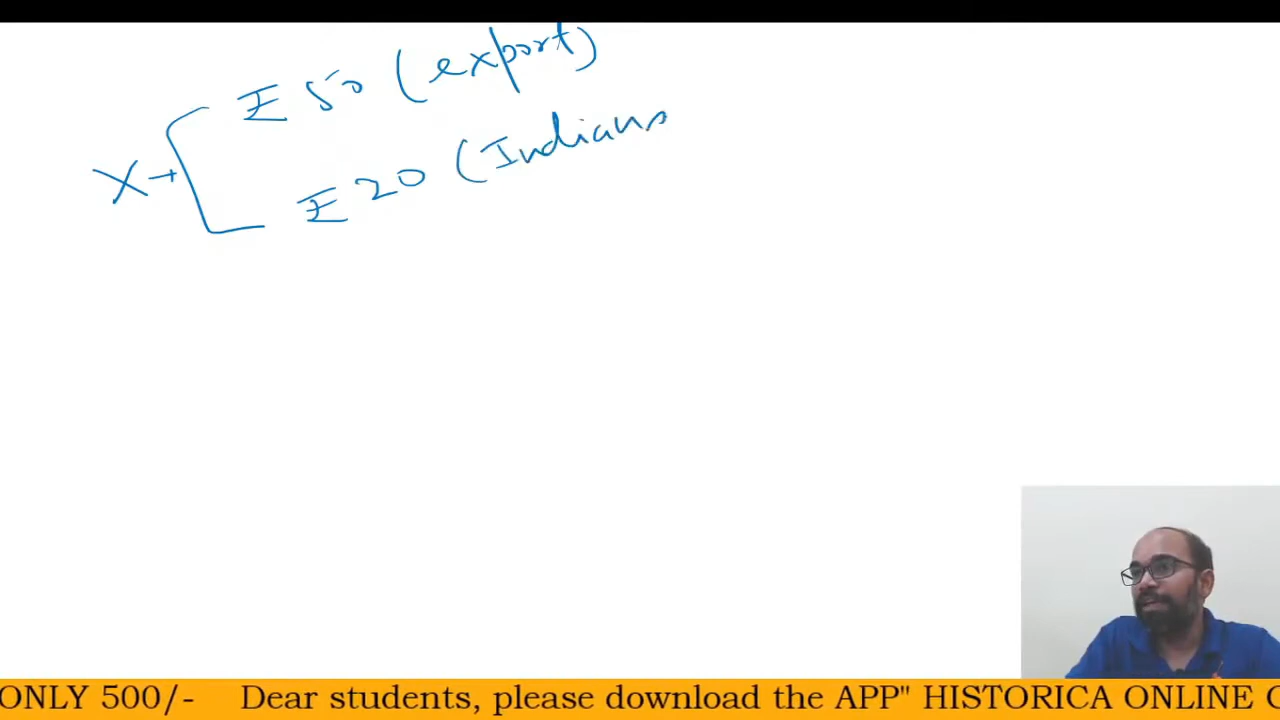 ₹ 50 (export)
X →
₹ 20 (Indians
ONLY 500/- Dear students, please download the APP" HISTORICA ONLINE C